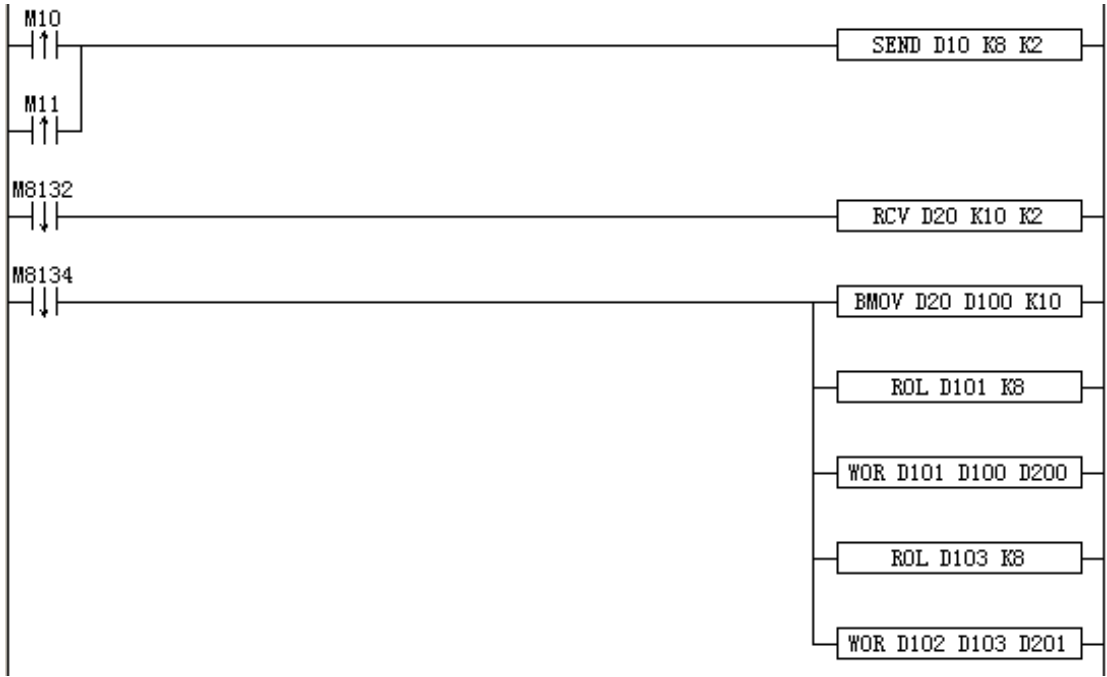 M10
SEND D10 K8 K2
M11
M8132
RCV D20 K10 K2
M8134
BMOV D20 D100 K10
ROL D101 K8
WOR D101 D100 D200
ROL D103 K8
WOR D102 D103 D201